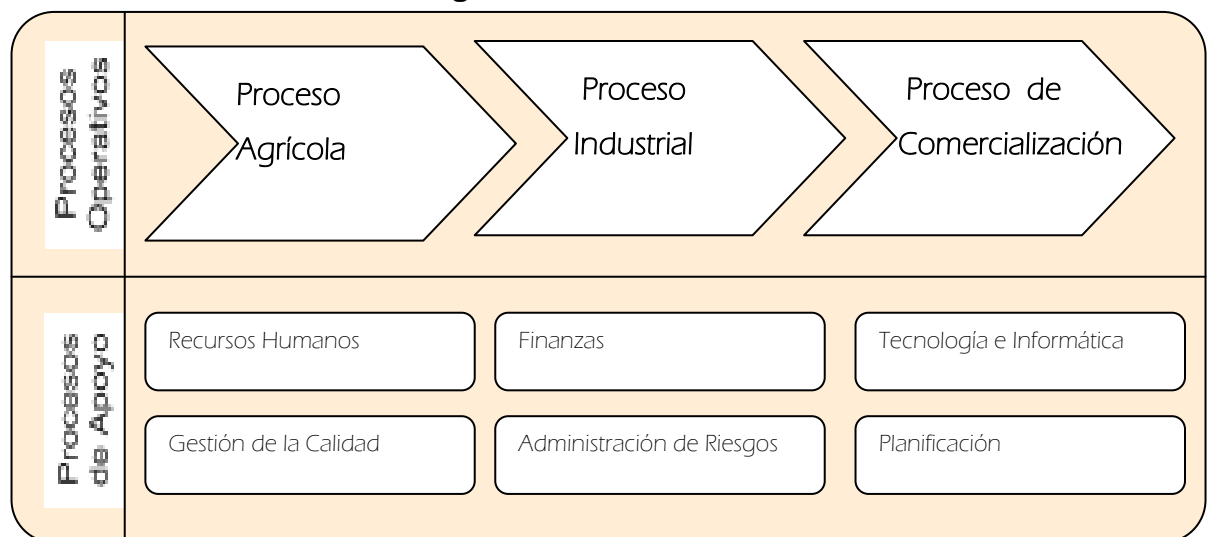 Procesos
Operativos
Proceso
Agrícola
Proceso
Industrial
Proceso de
Comercialización
Procesos
de Apoyo
Recursos Humanos
Finanzas
Tecnología e Informática
Gestión de la Calidad
Administración de Riesgos
Planificación